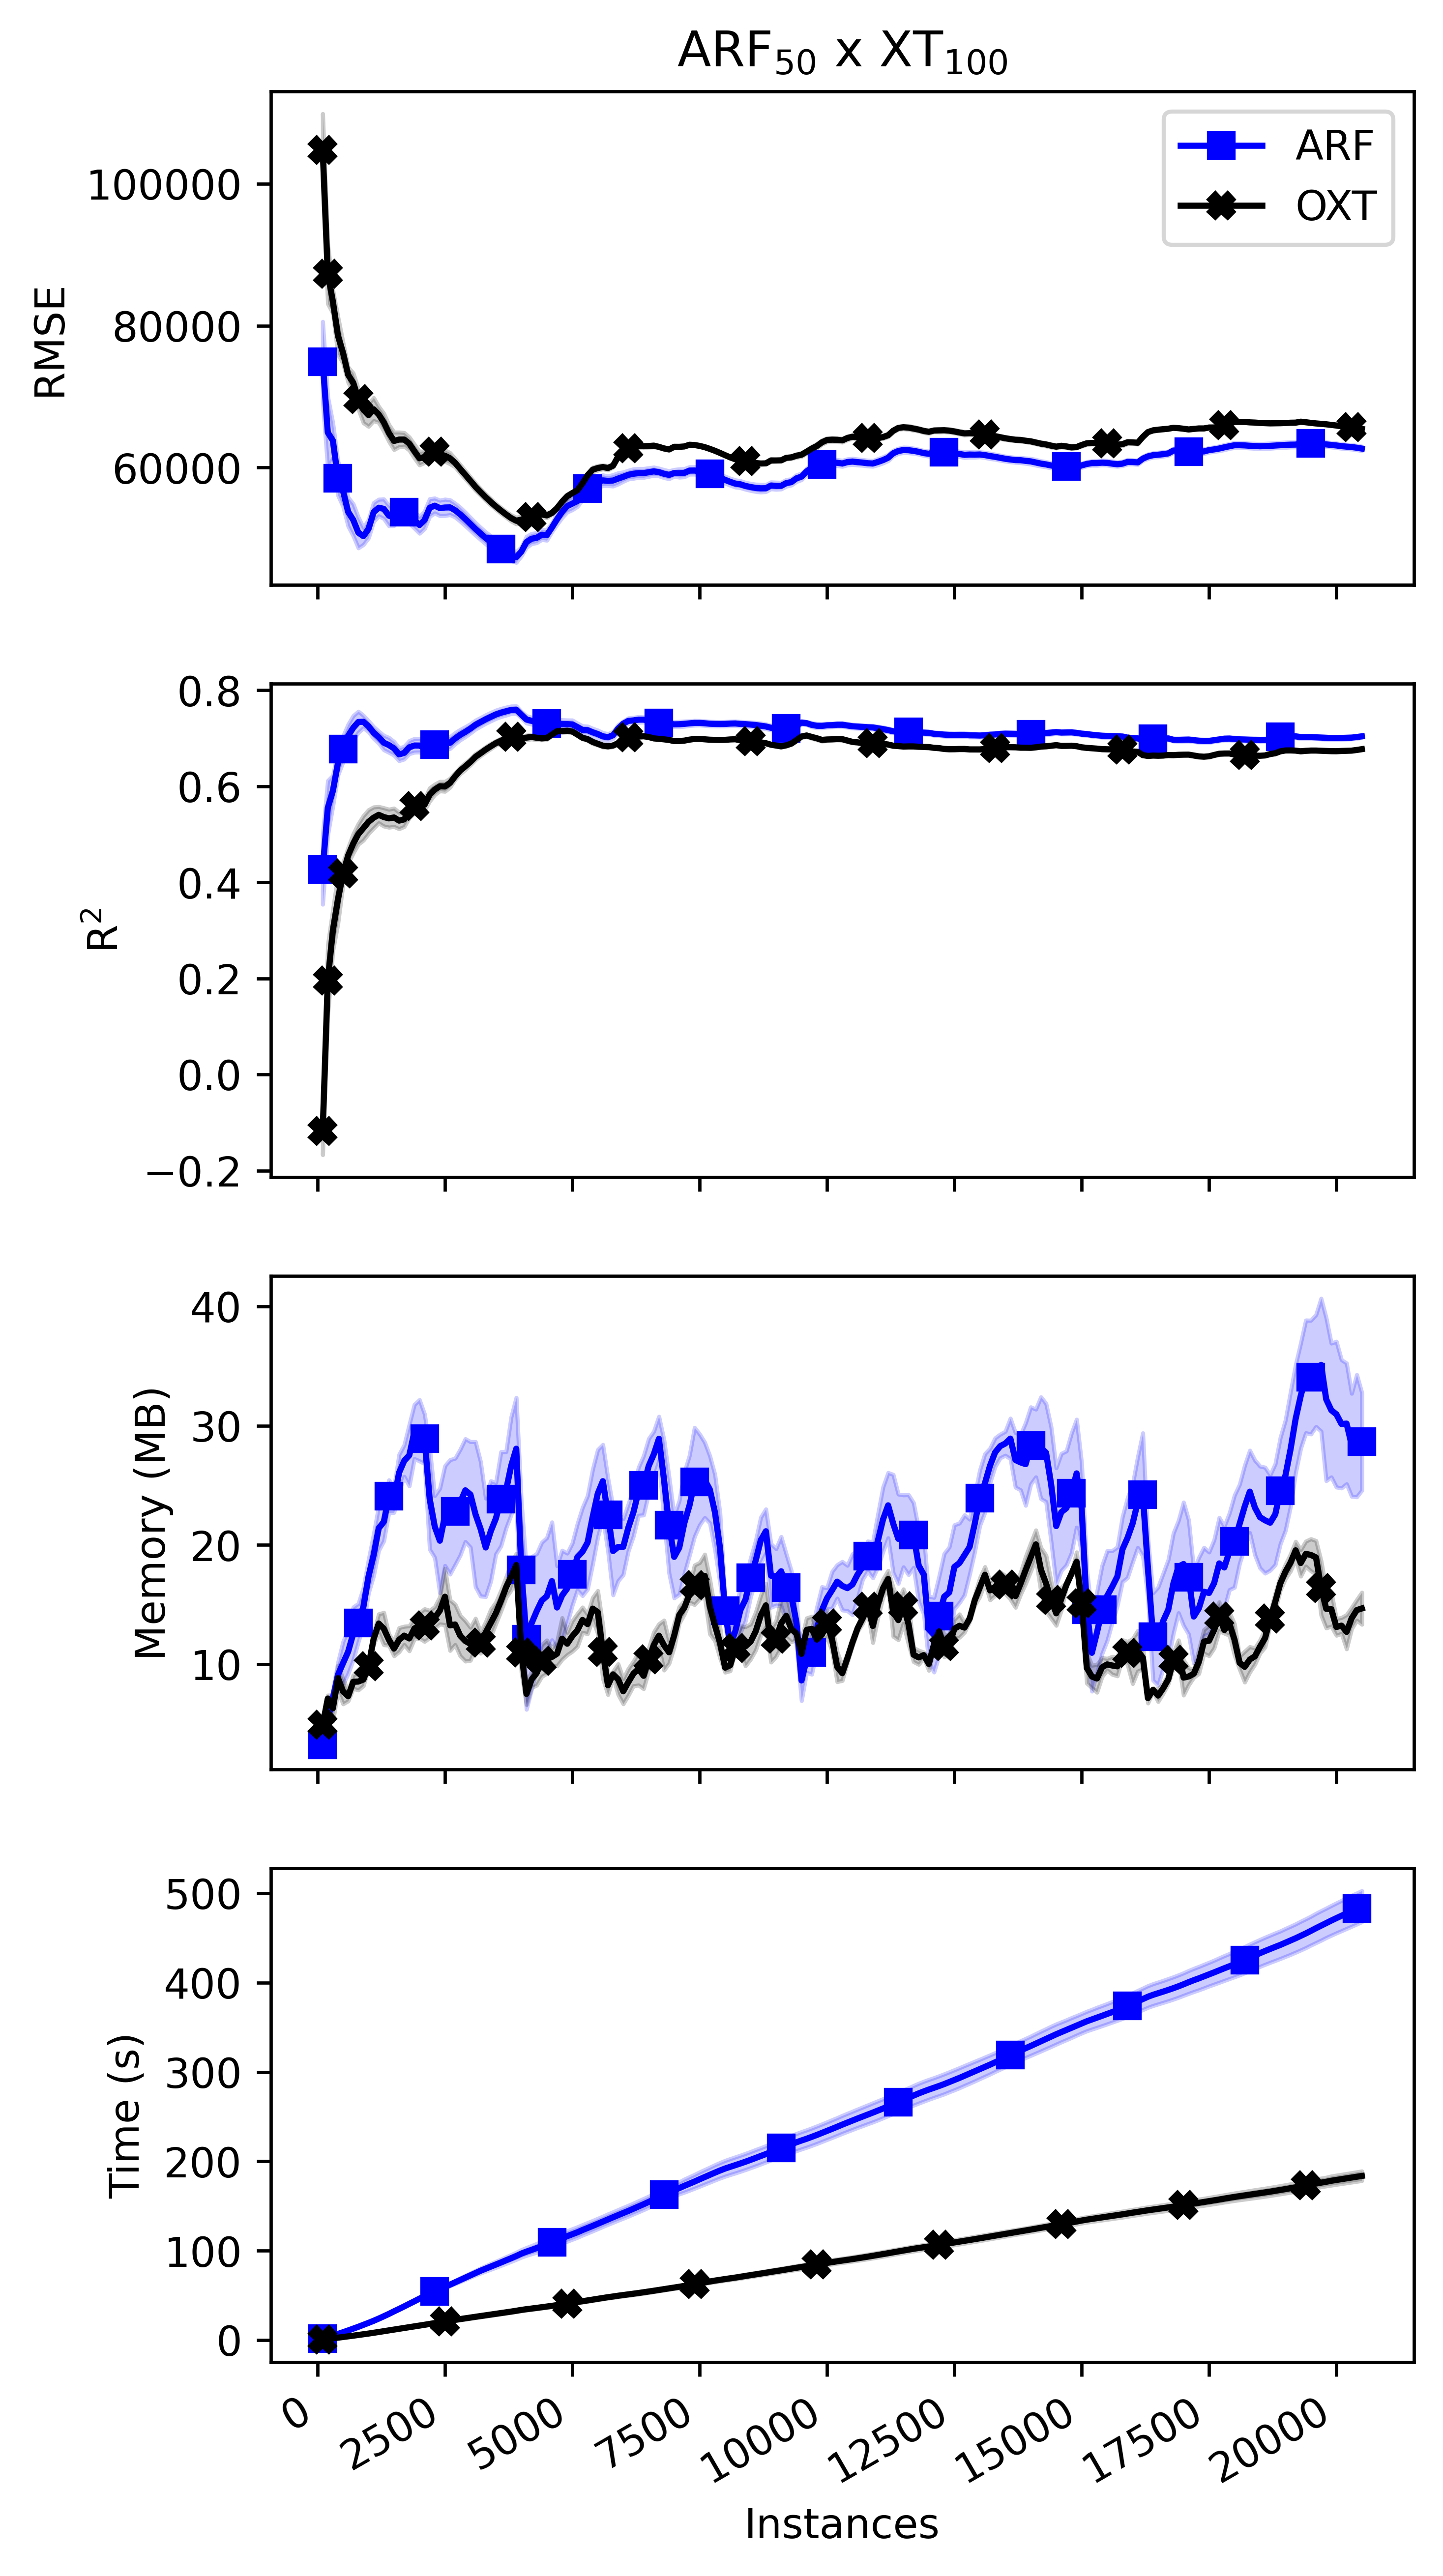 ARF₅₀ x XT₁₀₀
ARF
OXT
100000
80000
60000
RMSE
0.8
0.6
0.4
0.2
0.0
−0.2
R²
40
30
20
10
Memory (MB)
500
400
300
200
100
0
Time (s)
0 2500 5000 7500 10000 12500 15000 17500 20000
Instances